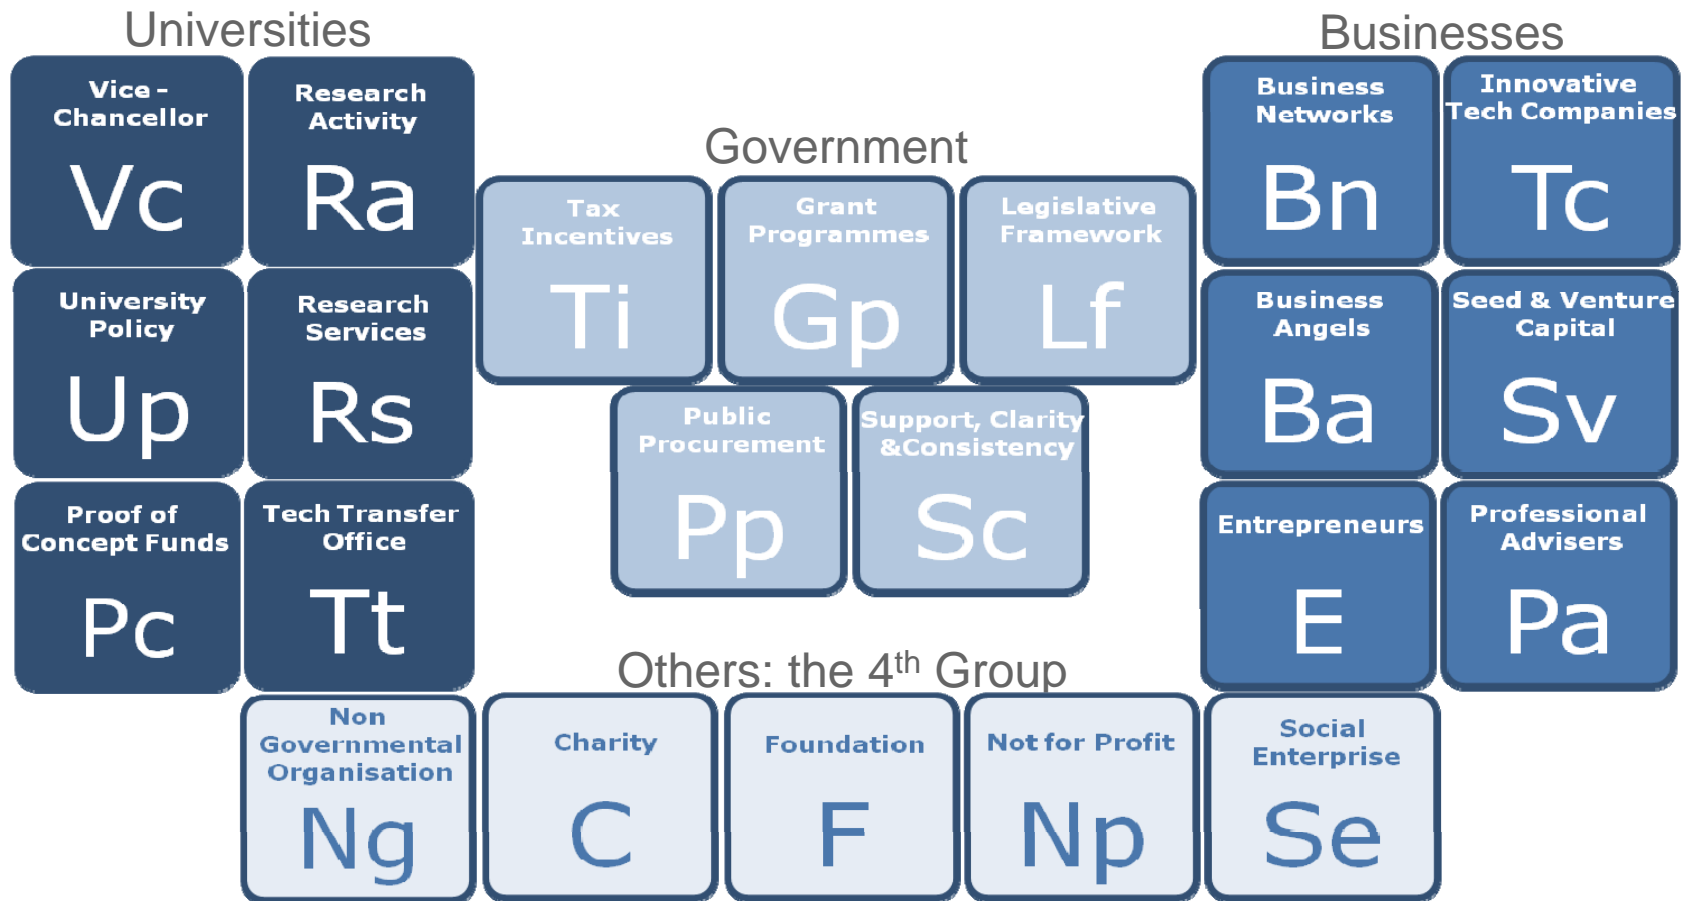 Universities
Vice -
Chancellor
Vc
Research
Activity
Ra
University
Policy
Up
Research
Services
Rs
Proof of
Concept Funds
Pc
Tech Transfer
Office
Tt
Government
Tax
Incentives
Ti
Grant
Programmes
Gp
Legislative
Framework
Lf
Public
Procurement
Pp
Support, Clarity
&Consistency
Sc
Businesses
Business
Networks
Bn
Innovative
Tech Companies
Tc
Business
Angels
Ba
Seed & Venture
Capital
Sv
Entrepreneurs
E
Professional
Advisers
Pa
Others: the 4th Group
Non
Governmental
Organisation
Ng
Charity
C
Foundation
F
Not for Profit
Np
Social
Enterprise
Se